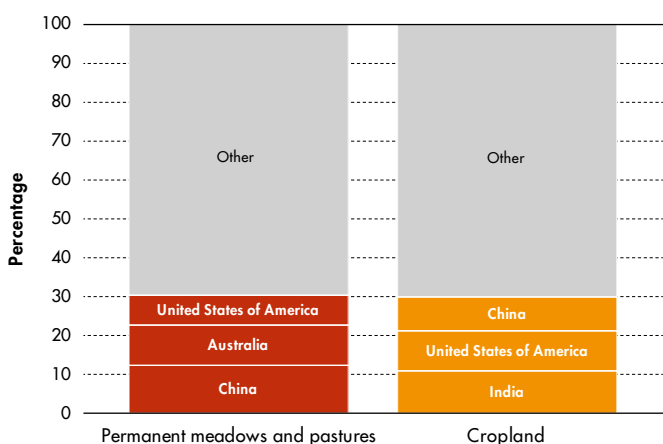 100
90
80
70
60
50
40
30
20
10
0
Percentage
Other
United States of America
Australia
China
Other
China
United States of America
India
Permanent meadows and pastures
Cropland